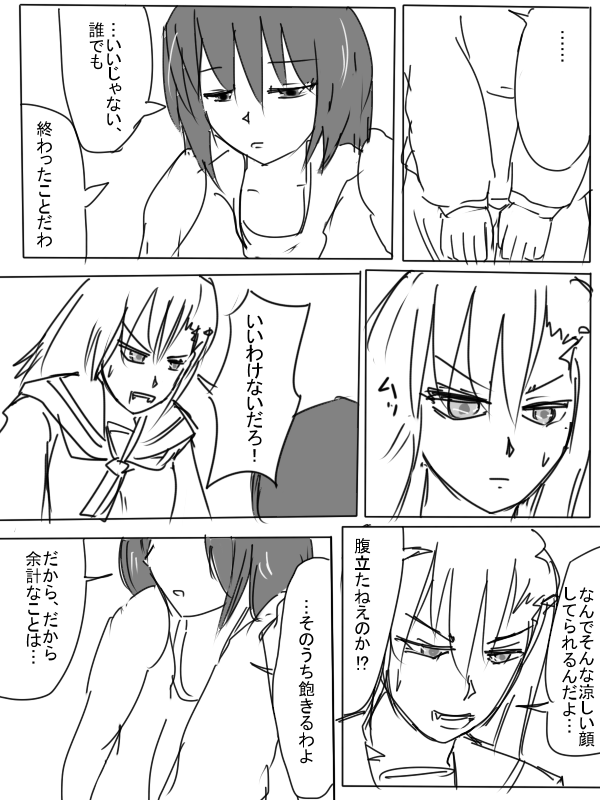 ……
…いいじゃない、
誰でも
終わったことだわ
ムッ
いいわけないだろ！
なんでそんな涼しい顔
してられるんだよ…
腹立たねえのか!?
…そのうち飽きるわよ
だから、だから
余計なことは…